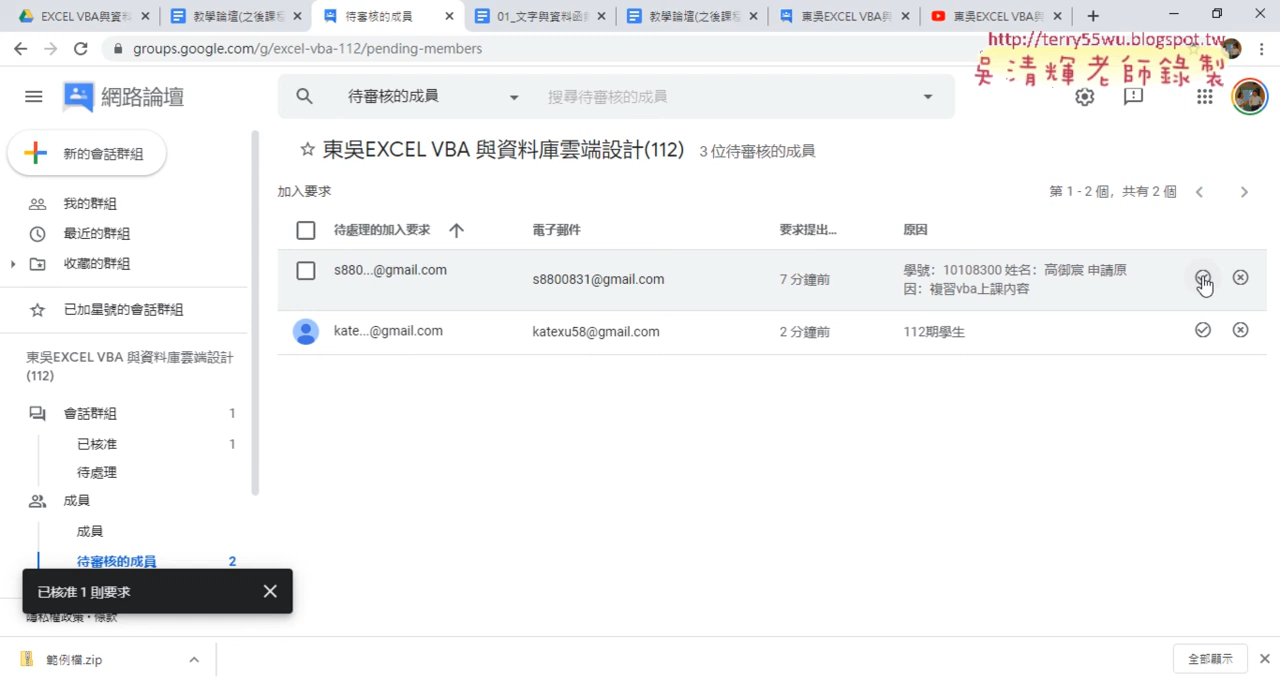 EXCEL VBA與資料
教學論壇(之後課程
待審核的成員
01_文字與資料函
教學論壇(之後課程
東吳EXCEL VBA與
東吳EXCEL VBA與
groups.google.com/g/excel-vba-112/pending-members
http://terry55wu.blogspot.tw
吳清輝老師錄製
網路論壇
待審核的成員
搜尋待審核的成員
新的會話群組
東吳EXCEL VBA 與資料庫雲端設計(112)
3 位待審核的成員
加入要求
第 1 - 2 個，共有 2 個
我的群組
最近的群組
收藏的群組
已加星號的會話群組
東吳EXCEL VBA 與資料庫雲端設計
(112)
會話群組 1
已核准 1
待處理
成員
成員
待審核的成員 2
待處理的加入要求
電子郵件
要求提出...
原因
s880...@gmail.com
s8800831@gmail.com
7 分鐘前
學號：10108300 姓名：高御宸 申請原
因：複習vba上課內容
kate...@gmail.com
katexu58@gmail.com
2 分鐘前
112期學生
已核准 1 則要求
隱私權政策 • 條款
範例檔.zip
全部顯示